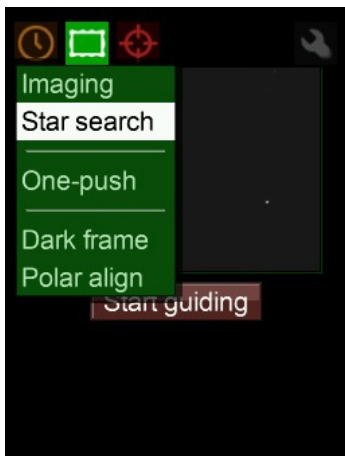 Imaging
Star search
One-push
Dark frame
Polar align
Start guiding